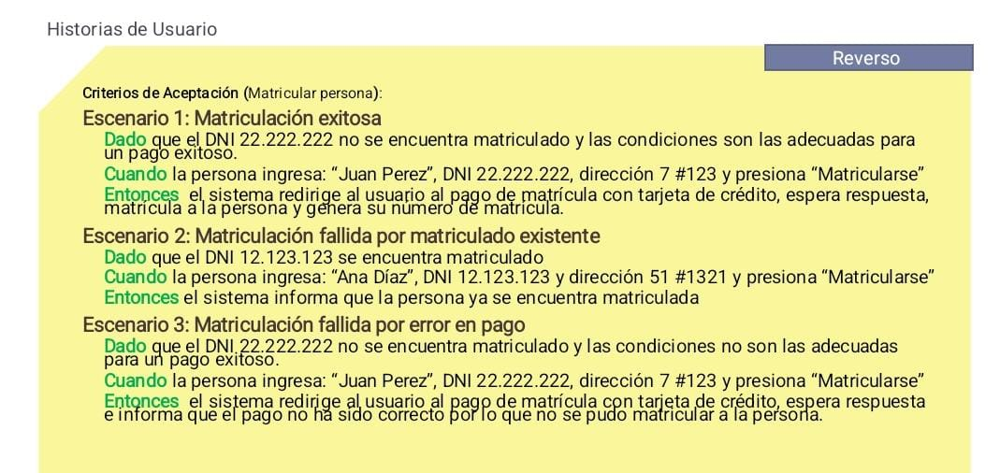 Historias de Usuario
Reverso
Criterios de Aceptación (Matricular persona):
Escenario 1: Matriculación exitosa
Dado que el DNI 22.222.222 no se encuentra matriculado y las condiciones son las adecuadas para
un pago exitoso.
Cuando la persona ingresa: “Juan Perez”, DNI 22.222.222, dirección 7 #123 y presiona “Matricularse”
Entonces el sistema redirige al usuario al pago de matrícula con tarjeta de crédito, espera respuesta,
matrícula a la persona y genera su número de matrícula.
Escenario 2: Matriculación fallida por matriculado existente
Dado que el DNI 12.123.123 se encuentra matriculado
Cuando la persona ingresa: “Ana Díaz”, DNI 12.123.123 y dirección 51 #1321 y presiona “Matricularse”
Entonces el sistema informa que la persona ya se encuentra matriculada
Escenario 3: Matriculación fallida por error en pago
Dado que el DNI 22.222.222 no se encuentra matriculado y las condiciones no son las adecuadas
para un pago exitoso.
Cuando la persona ingresa: “Juan Perez”, DNI 22.222.222, dirección 7 #123 y presiona “Matricularse”
Entonces el sistema redirige al usuario al pago de matrícula con tarjeta de crédito, espera respuesta
e informa que el pago no ha sido correcto por lo que no se pudo matricular a la persona.